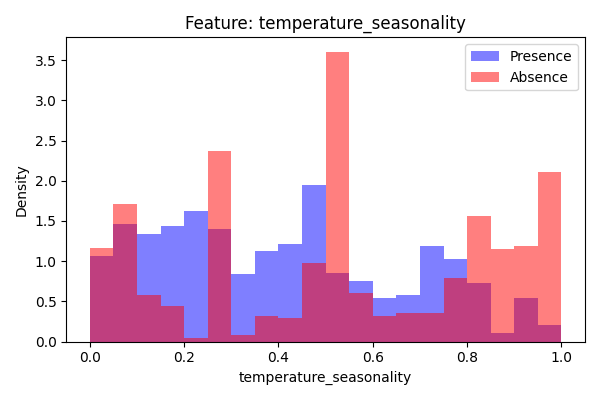 Feature: temperature_seasonality
Presence
Absence
Density
3.5
3.0
2.5
2.0
1.5
1.0
0.5
0.0
0.0 0.2 0.4 0.6 0.8 1.0
temperature_seasonality